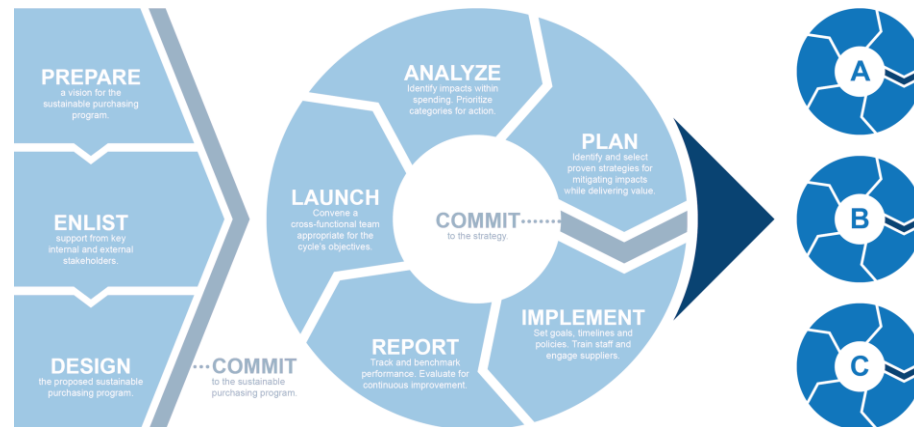 PREPARE
a vision for the
sustainable purchasing
program.
ENLIST
support from key
internal and external
stakeholders.
DESIGN
the proposed sustainable
purchasing program.
····COMMIT
to the sustainable
purchasing program.
LAUNCH
Convene a
cross-functional team
appropriate for the
cycle's objectives.
ANALYZE
Identify impacts within
spending. Prioritize
categories for action.
PLAN
Identify and select
proven strategies for
mitigating impacts
while delivering value.
COMMIT·······
to the strategy.
IMPLEMENT
Set goals, timelines and
policies. Train staff and
engage suppliers.
REPORT
Track and benchmark
performance. Evaluate for
continuous improvement.
A
B
C